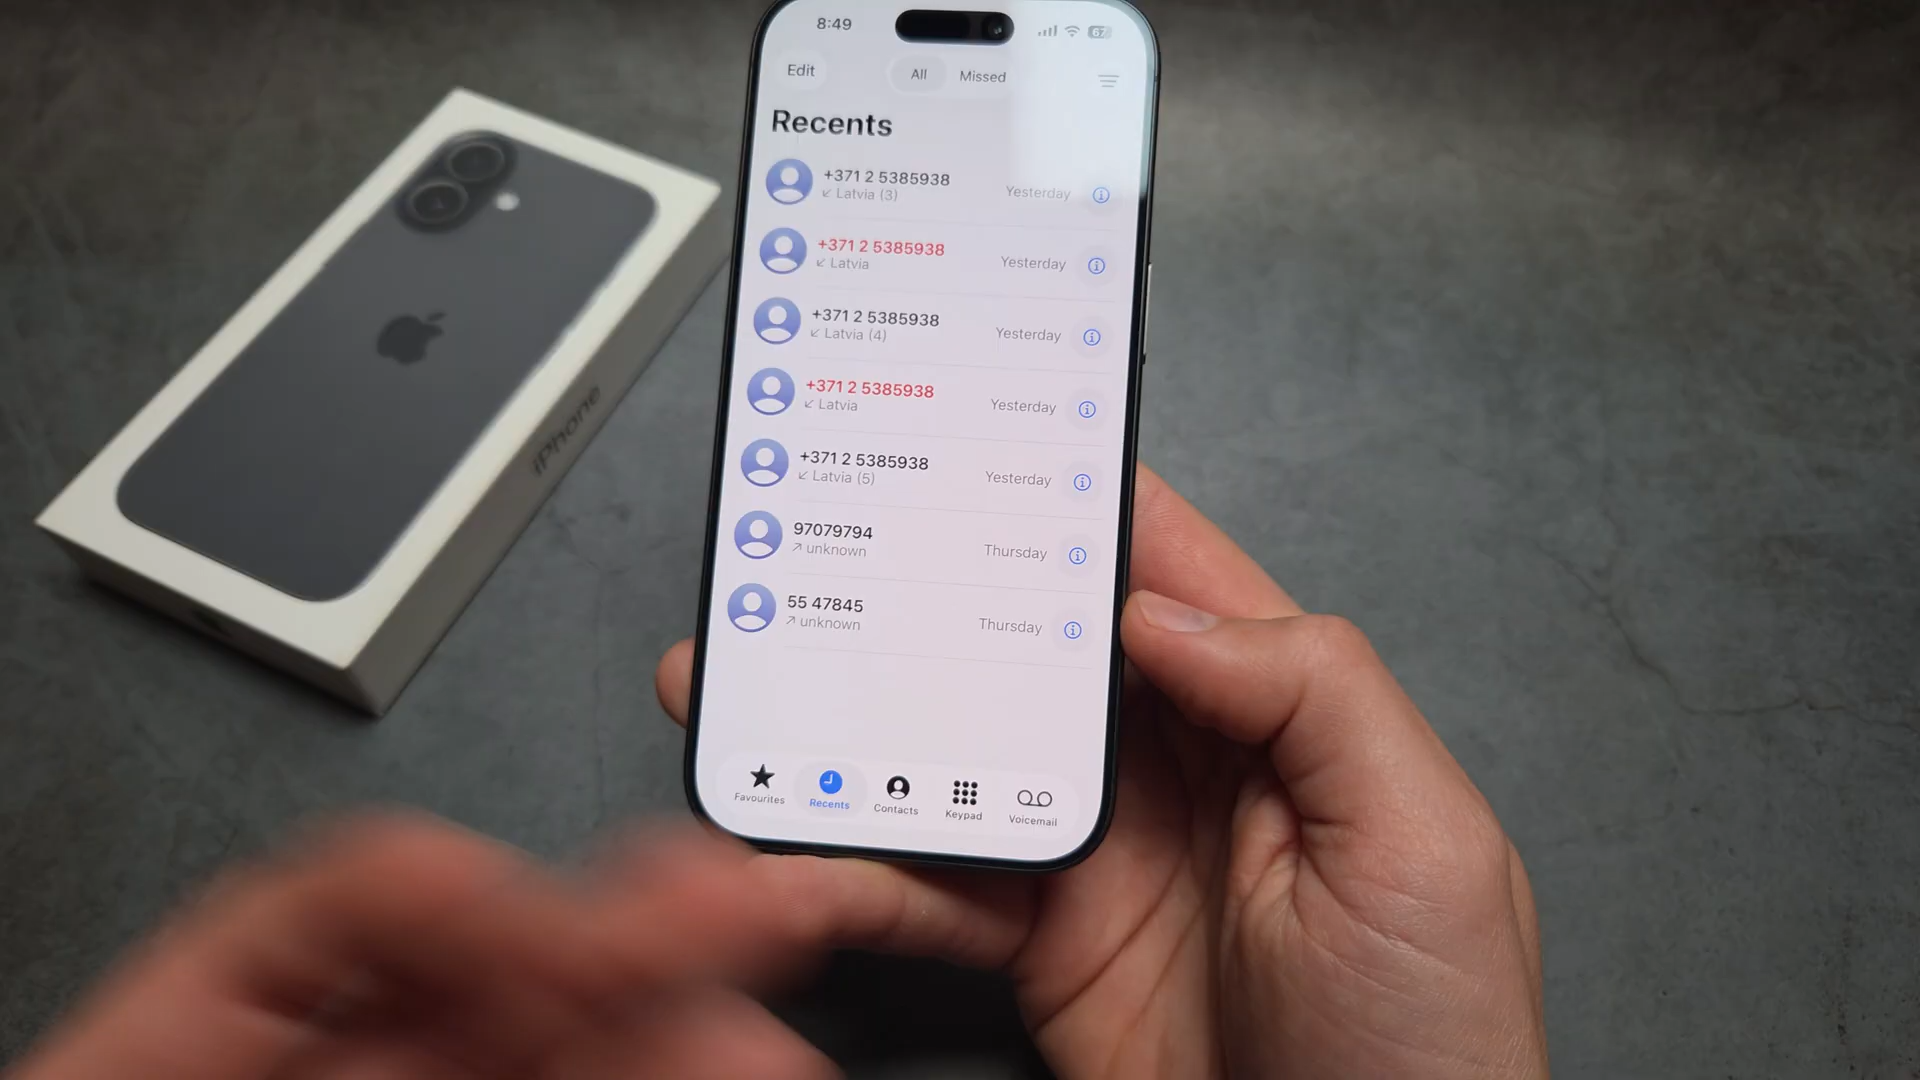 8:49
67
Edit
All
Missed
Recents
+371 2 5385938
↙ Latvia (3)
Yesterday
+371 2 5385938
↙ Latvia
Yesterday
+371 2 5385938
↙ Latvia (4)
Yesterday
+371 2 5385938
↙ Latvia
Yesterday
+371 2 5385938
↙ Latvia (5)
Yesterday
97079794
↗ unknown
Thursday
55 47845
↗ unknown
Thursday
Favourites
Recents
Contacts
Keypad
Voicemail
iPhone